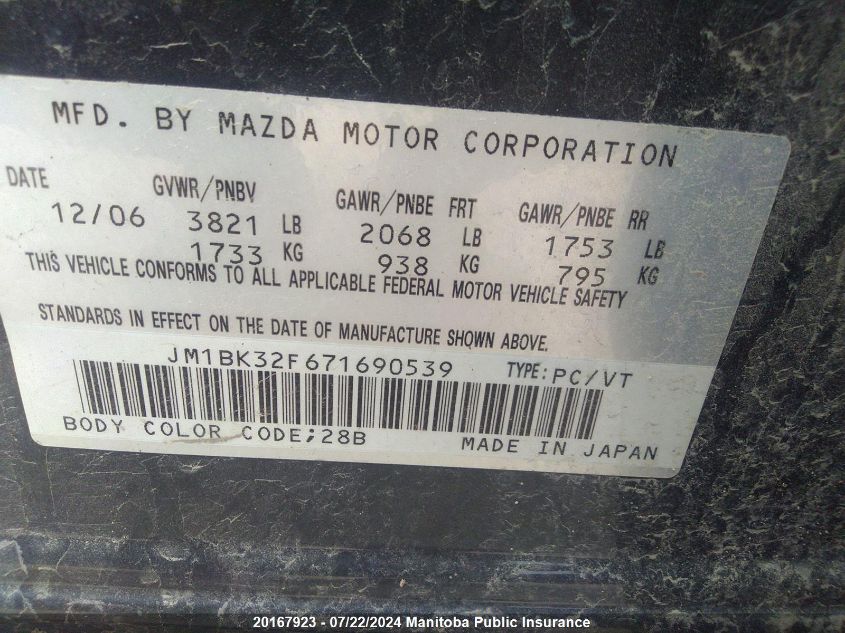 MFD. BY MAZDA MOTOR CORPORATION
DATE GVWR/PNBV GAWR/PNBE FRT GAWR/PNBE RR
12/06 3821 LB 2068 LB 1753 LB
1733 KG 938 KG 795 KG
THIS VEHICLE CONFORMS TO ALL APPLICABLE FEDERAL MOTOR VEHICLE SAFETY
STANDARDS IN EFFECT ON THE DATE OF MANUFACTURE SHOWN ABOVE.
JM1BK32F671690539 TYPE:PC/VT
BODY COLOR CODE;28B MADE IN JAPAN
20167923 - 07/22/2024 Manitoba Public Insurance